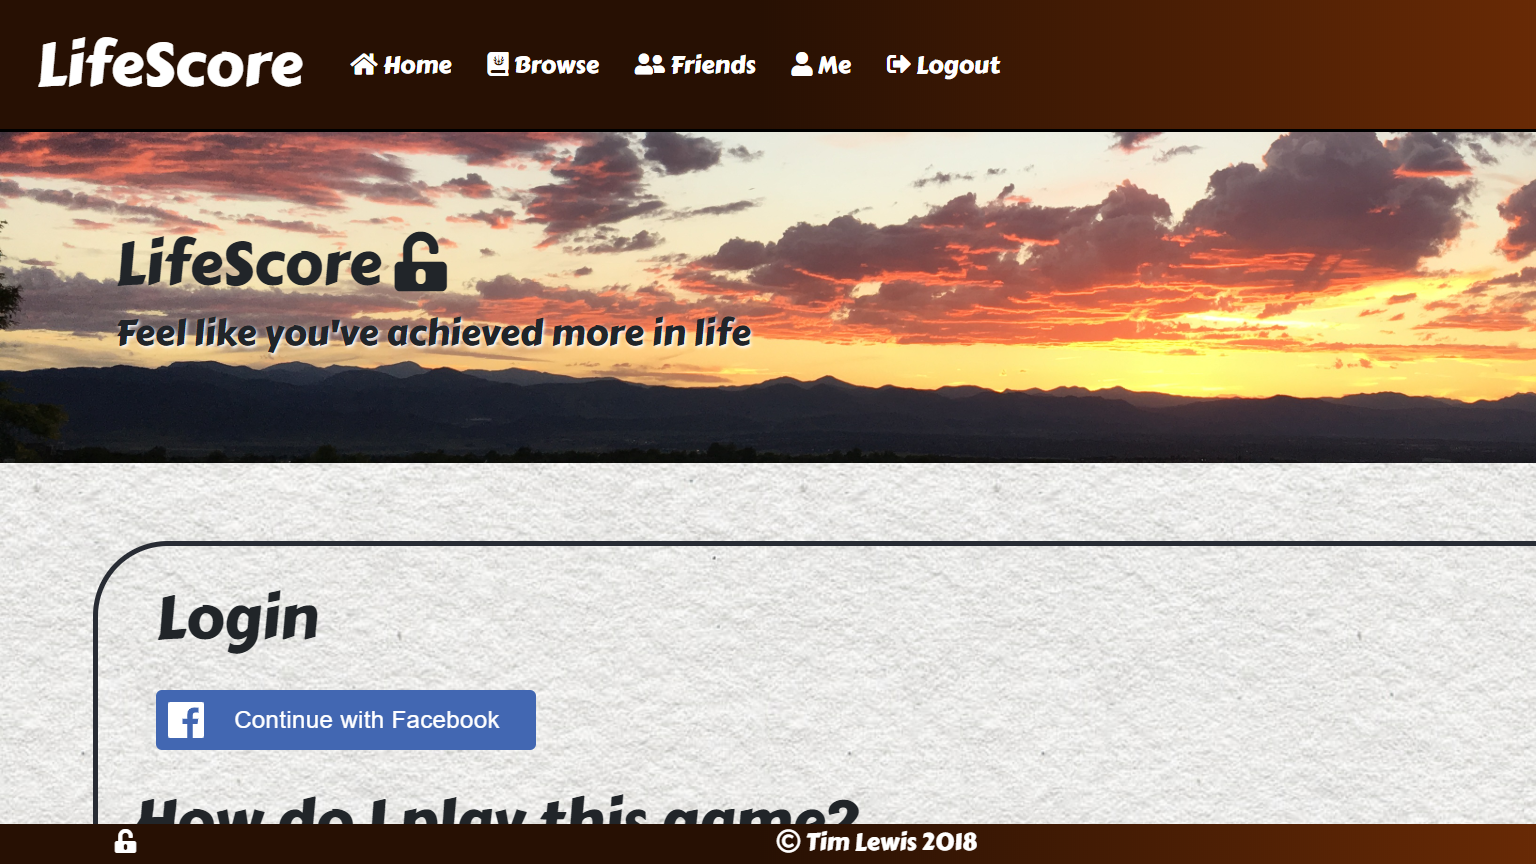 LifeScore
Home Browse Friends Me Logout
LifeScore
Feel like you've achieved more in life
Login
Continue with Facebook
How do I play this game?
© Tim Lewis 2018